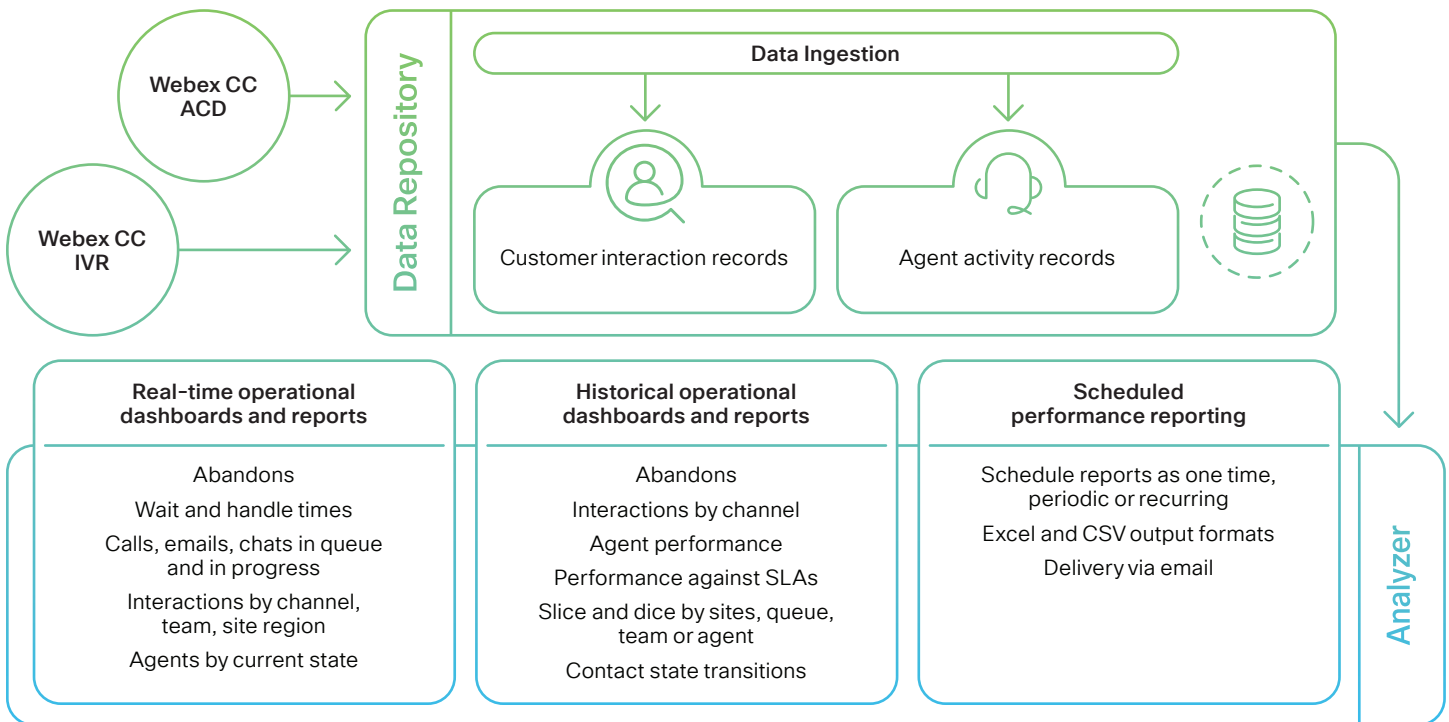 Webex CC
ACD
Webex CC
IVR
Data Repository
Data Ingestion
Customer interaction records
Agent activity records
Real-time operational
dashboards and reports
Abandons
Wait and handle times
Calls, emails, chats in queue
and in progress
Interactions by channel,
team, site region
Agents by current state
Historical operational
dashboards and reports
Abandons
Interactions by channel
Agent performance
Performance against SLAs
Slice and dice by sites, queue,
team or agent
Contact state transitions
Scheduled
performance reporting
Schedule reports as one time,
periodic or recurring
Excel and CSV output formats
Delivery via email
Analyzer